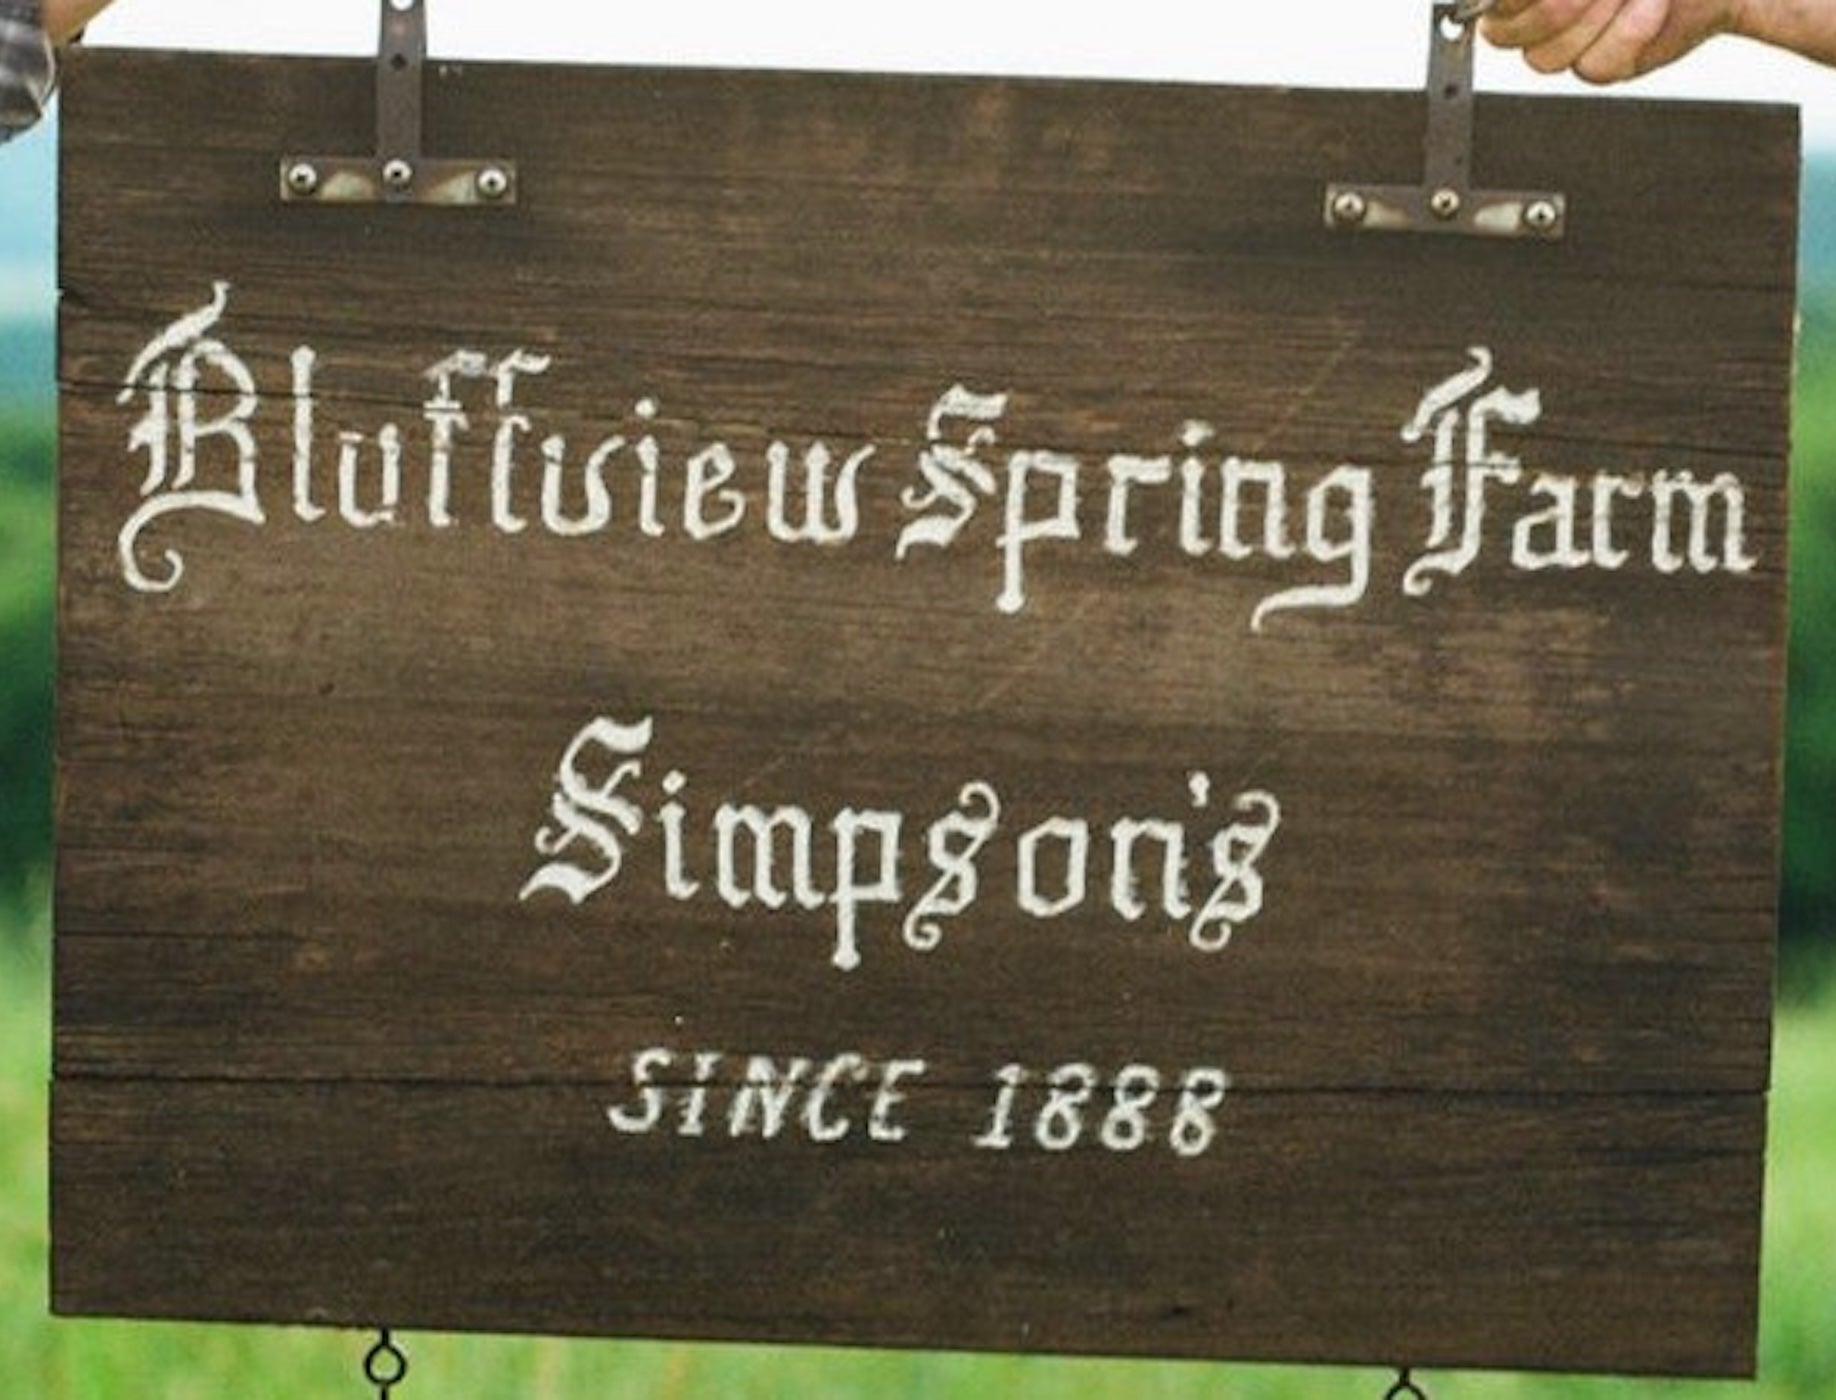 Bluffview Spring Farm
Simpson's
SINCE 1888